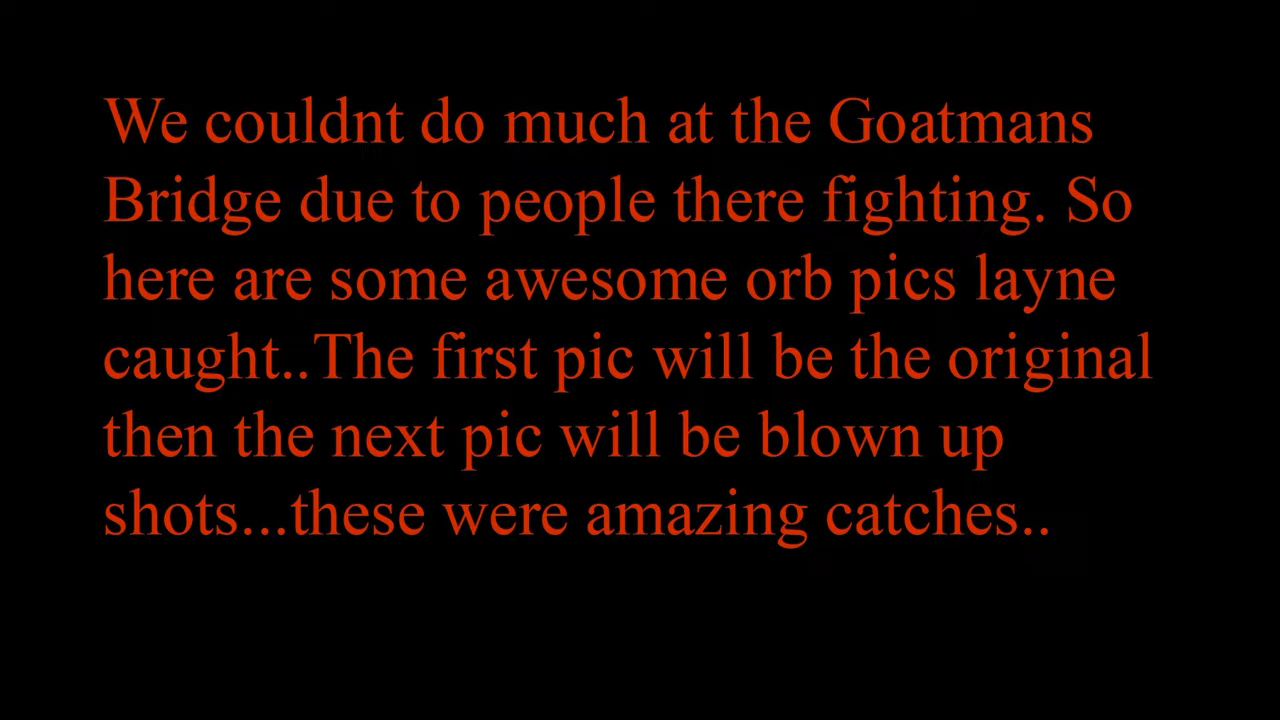 We couldnt do much at the Goatmans
Bridge due to people there fighting. So
here are some awesome orb pics layne
caught..The first pic will be the original
then the next pic will be blown up
shots...these were amazing catches..